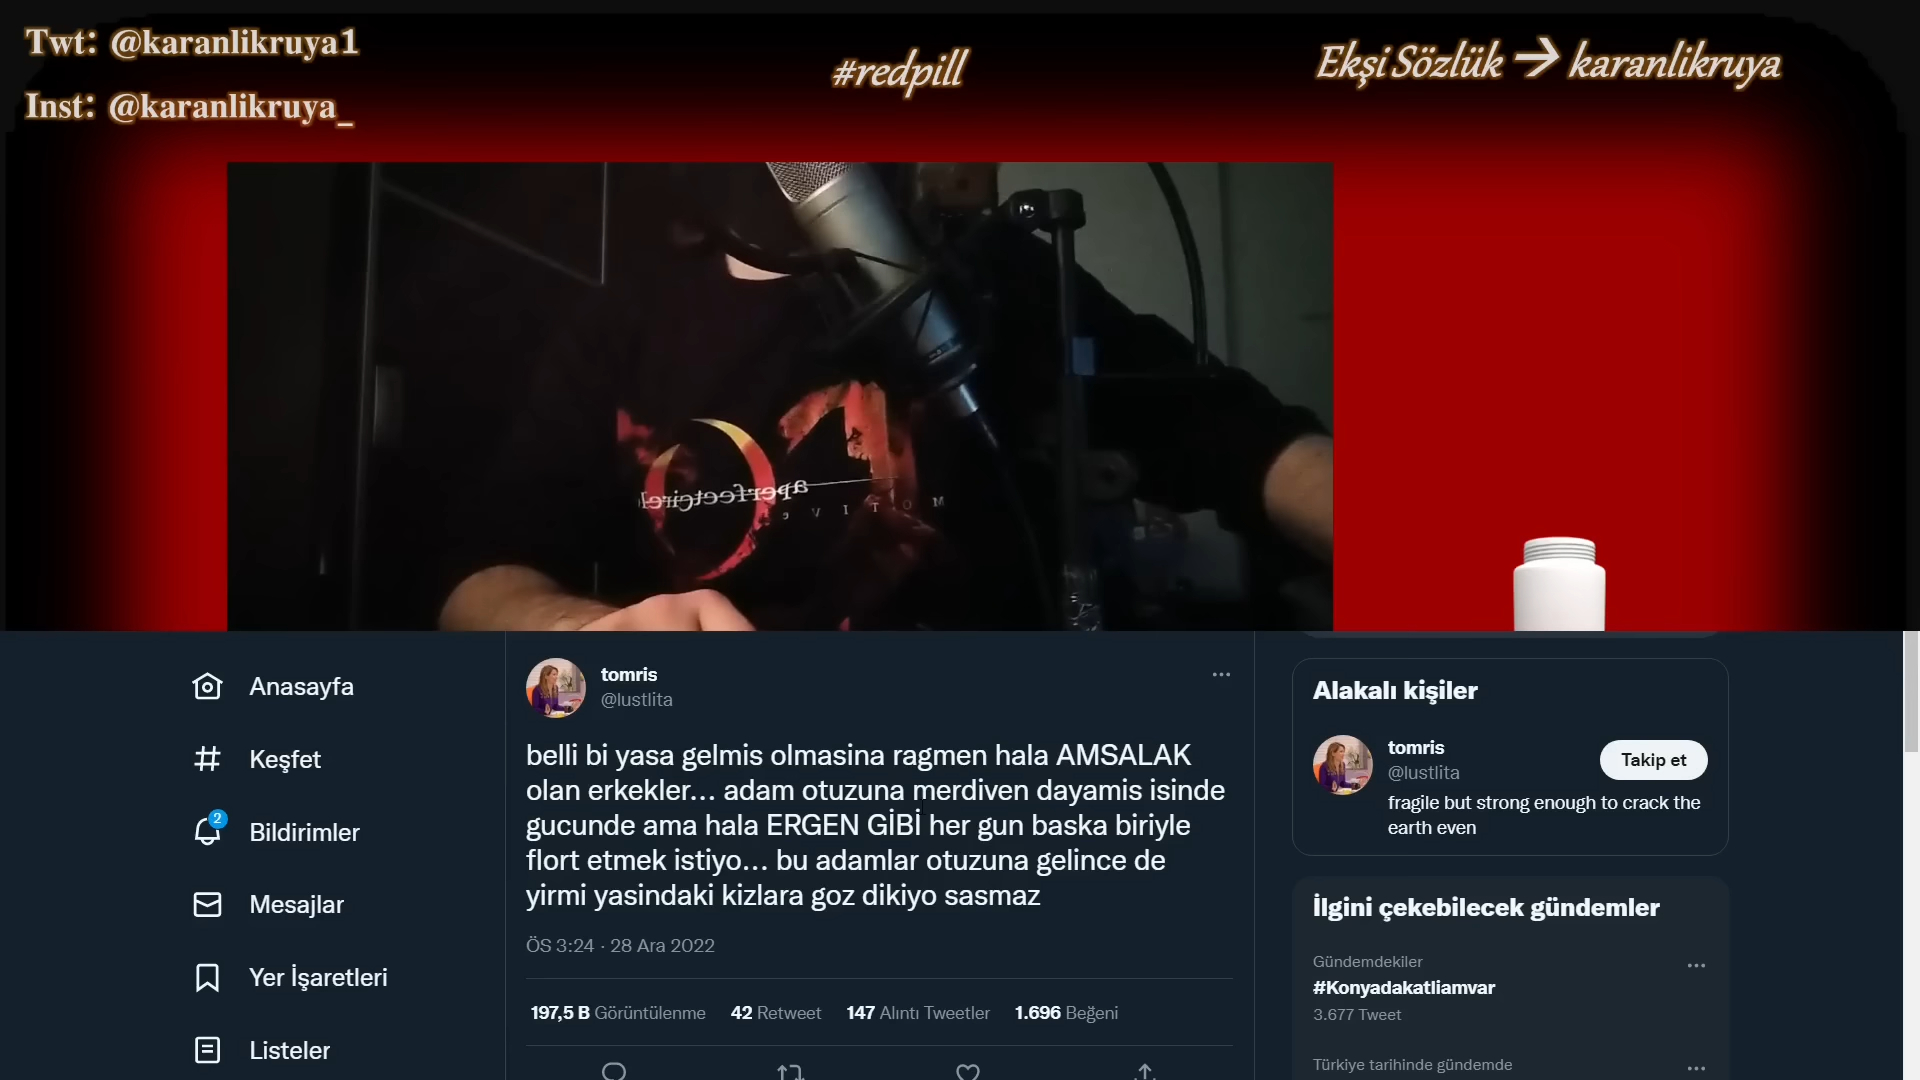 Twt: @karanlikruya1
Inst: @karanlikruya_
#redpill
Ekşi Sözlük → karanlikruya
aperfectcircle
MOTIVe
Anasayfa
Keşfet
2
Bildirimler
Mesajlar
Yer İşaretleri
Listeler
tomris
@lustlita
belli bi yasa gelmis olmasina ragmen hala AMSALAK
olan erkekler... adam otuzuna merdiven dayamis isinde
gucunde ama hala ERGEN GİBİ her gun baska biriyle
flort etmek istiyo... bu adamlar otuzuna gelince de
yirmi yasindaki kizlara goz dikiyo sasmaz
ÖS 3:24 · 28 Ara 2022
197,5 B Görüntülenme 42 Retweet 147 Alıntı Tweetler 1.696 Beğeni
Alakalı kişiler
tomris
@lustlita
Takip et
fragile but strong enough to crack the
earth even
İlgini çekebilecek gündemler
Gündemdekiler
#Konyadakatliamvar
3.677 Tweet
Türkiye tarihinde gündemde